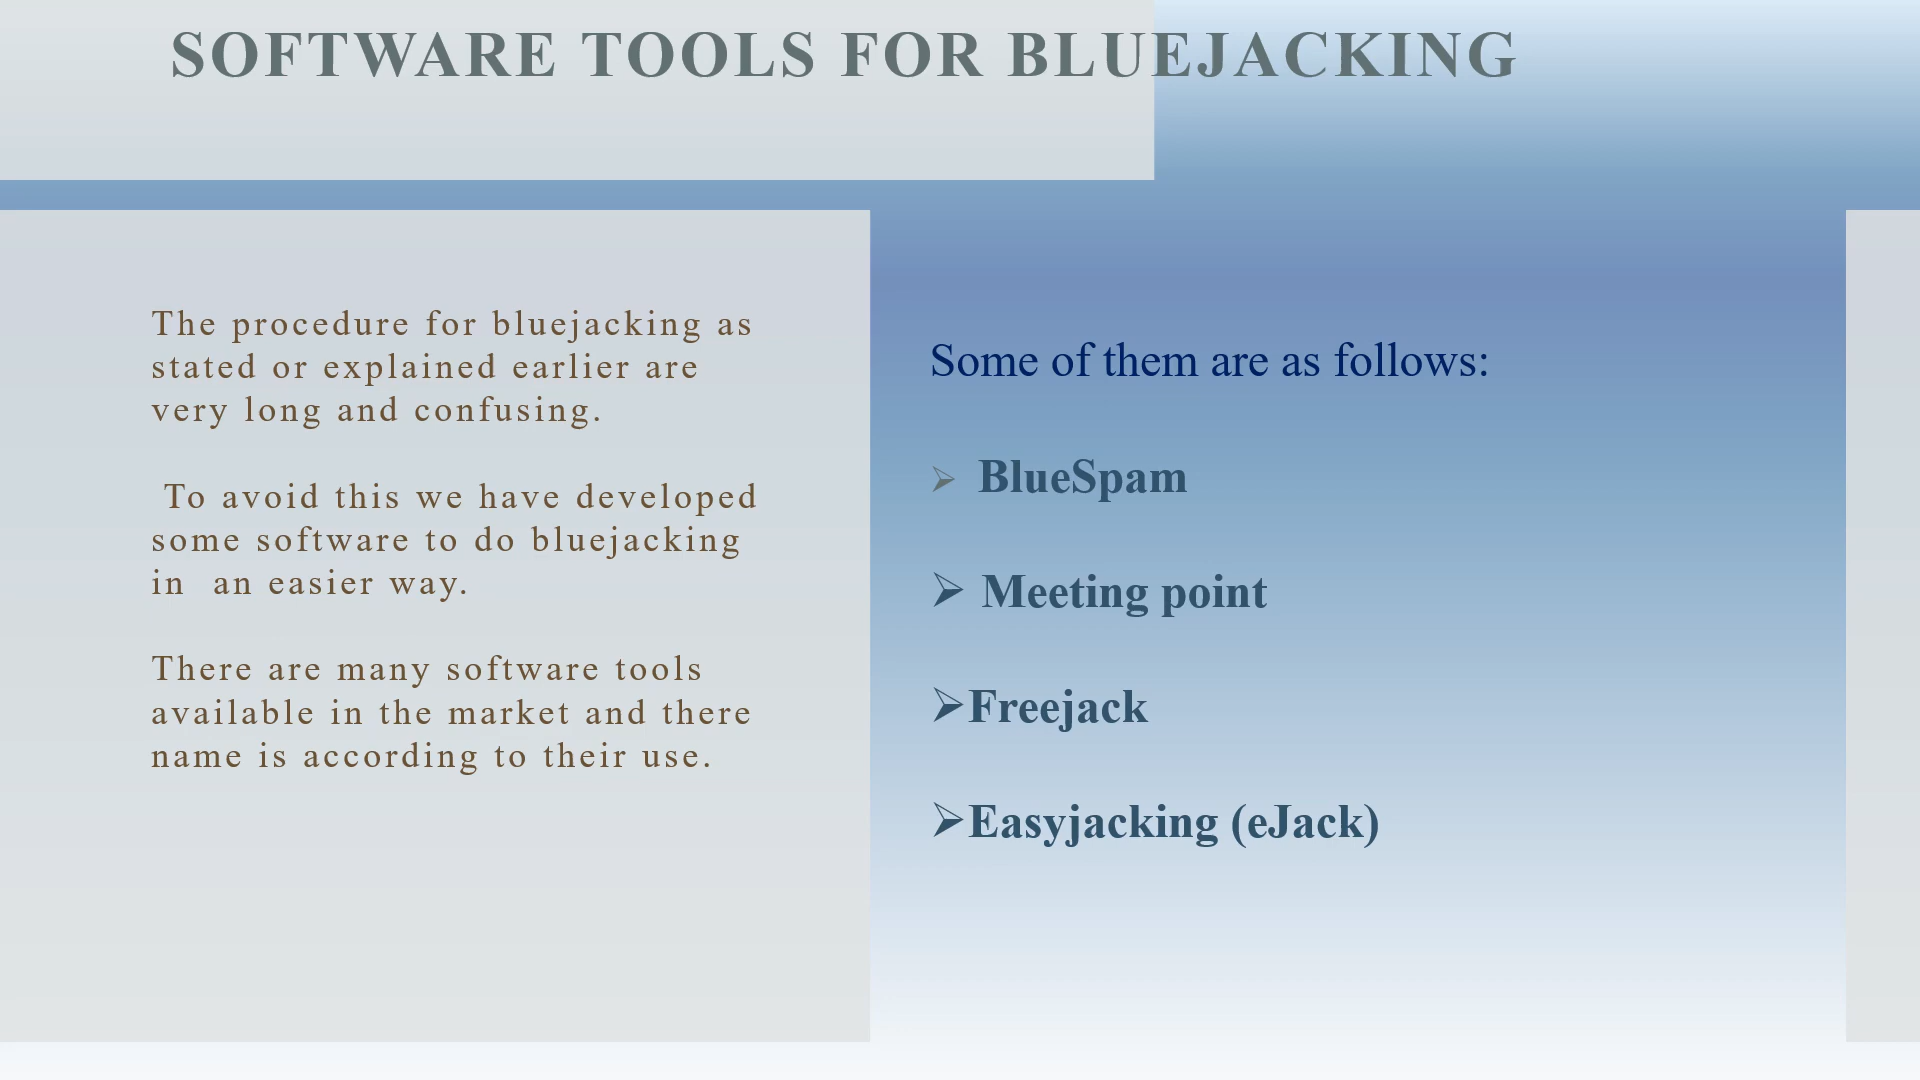 SOFTWARE TOOLS FOR BLUEJACKING
The procedure for bluejacking as
stated or explained earlier are
very long and confusing.
To avoid this we have developed
some software to do bluejacking
in an easier way.
There are many software tools
available in the market and there
name is according to their use.
Some of them are as follows:
➢ BlueSpam
➢ Meeting point
➢Freejack
➢Easyjacking (eJack)